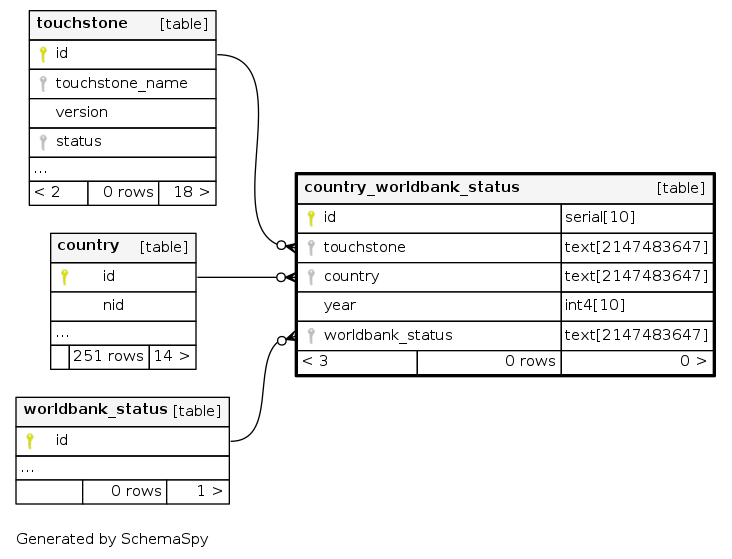 touchstone [table]
id
touchstone_name
version
status
...
< 2 0 rows 18 >
country [table]
id
nid
...
251 rows 14 >
worldbank_status [table]
id
...
0 rows 1 >
country_worldbank_status [table]
id serial[10]
touchstone text[2147483647]
country text[2147483647]
year int4[10]
worldbank_status text[2147483647]
< 3 0 rows 0 >
Generated by SchemaSpy